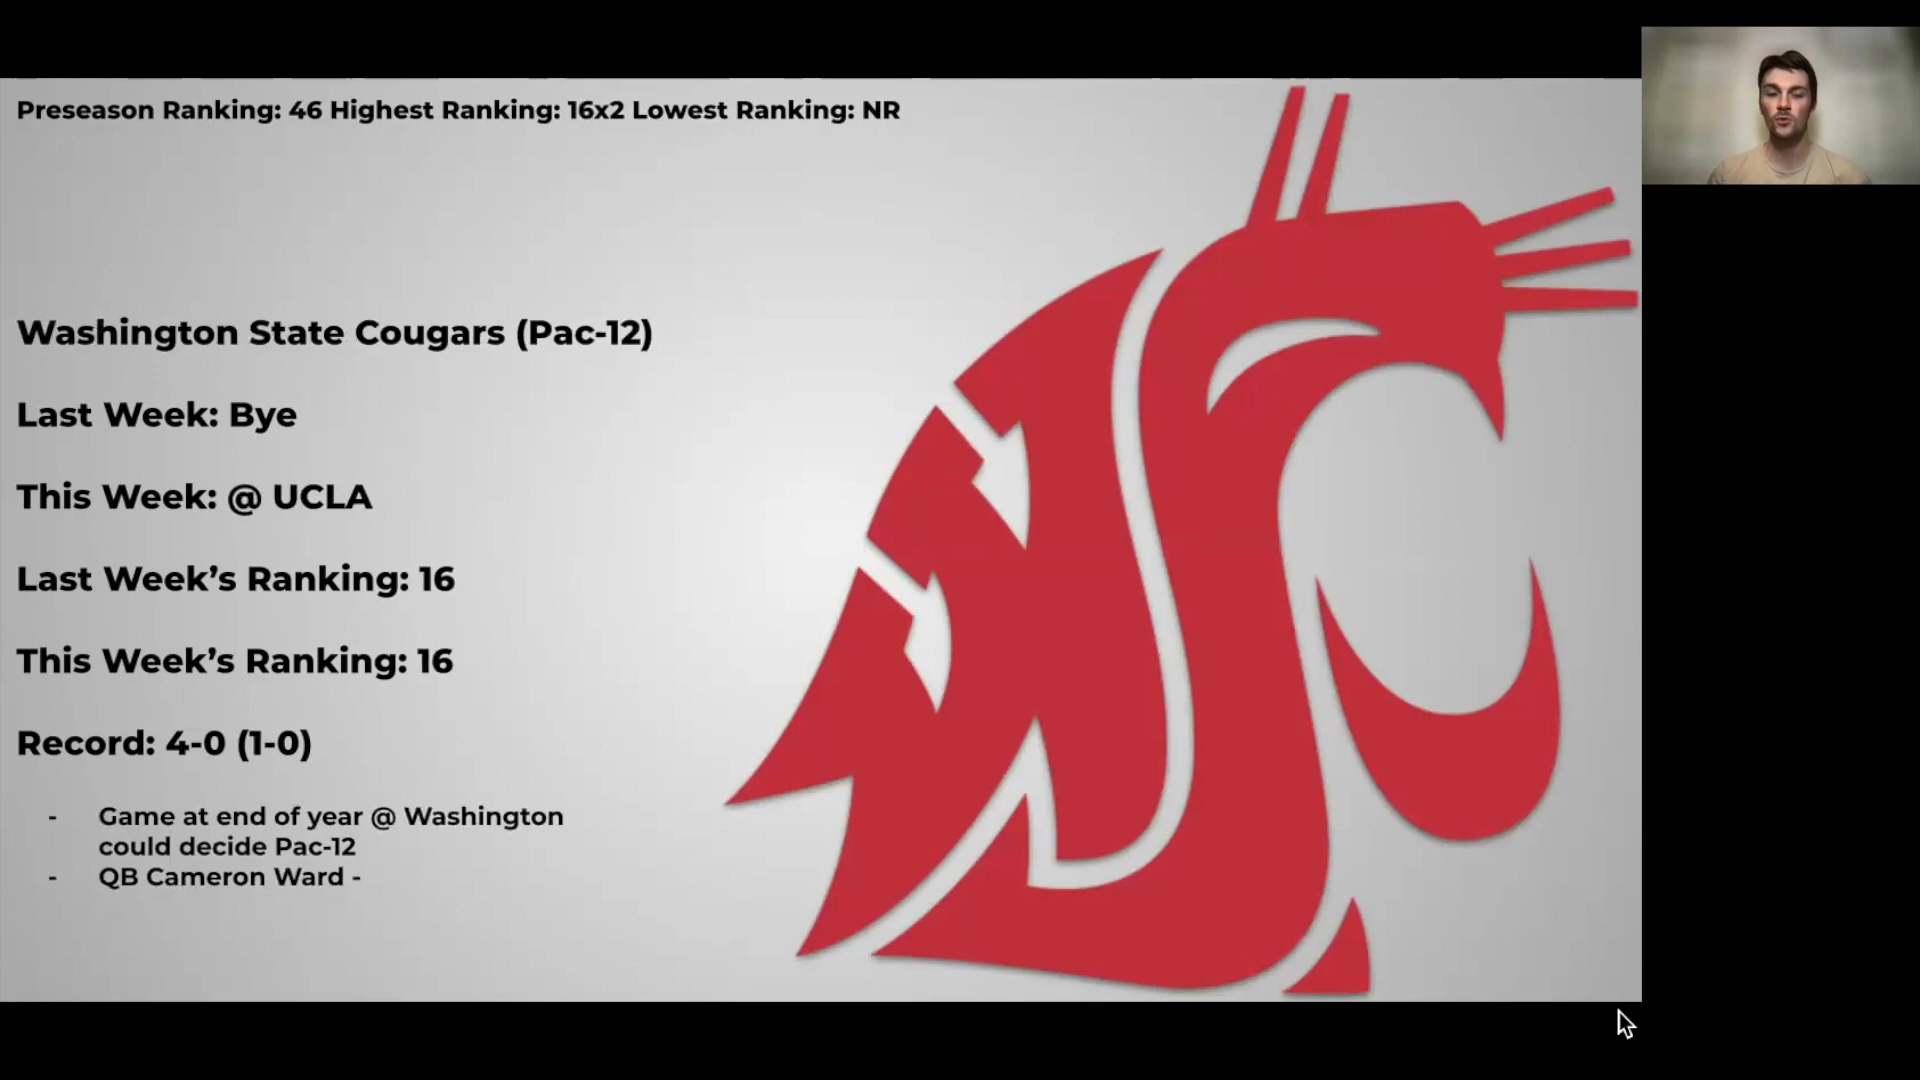 Preseason Ranking: 46 Highest Ranking: 16x2 Lowest Ranking: NR
Washington State Cougars (Pac-12)
Last Week: Bye
This Week: @ UCLA
Last Week’s Ranking: 16
This Week’s Ranking: 16
Record: 4-0 (1-0)
- Game at end of year @ Washington
could decide Pac-12
- QB Cameron Ward -